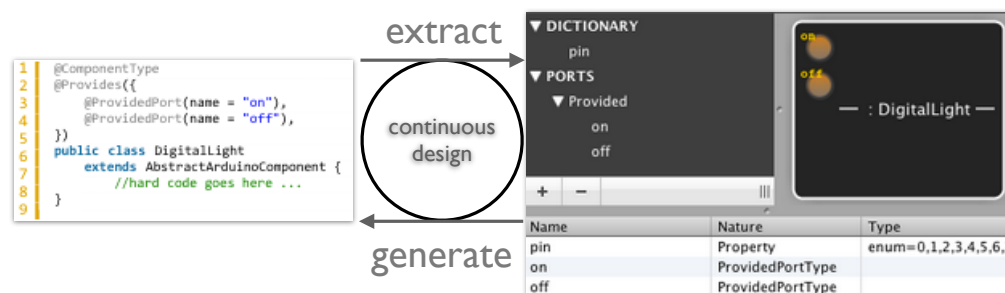 extract
1 @ComponentType
2 @Provides({
3 @ProvidedPort(name = "on"),
4 @ProvidedPort(name = "off"),
5 })
6 public class DigitalLight
7 extends AbstractArduinoComponent {
8 //hard code goes here ...
9 }
continuous
design
generate
▼ DICTIONARY
pin
▼ PORTS
▼ Provided
on
off
+ −
on
off
— : DigitalLight —
Name Nature Type
pin Property enum=0,1,2,3,4,5,6,
on ProvidedPortType
off ProvidedPortType